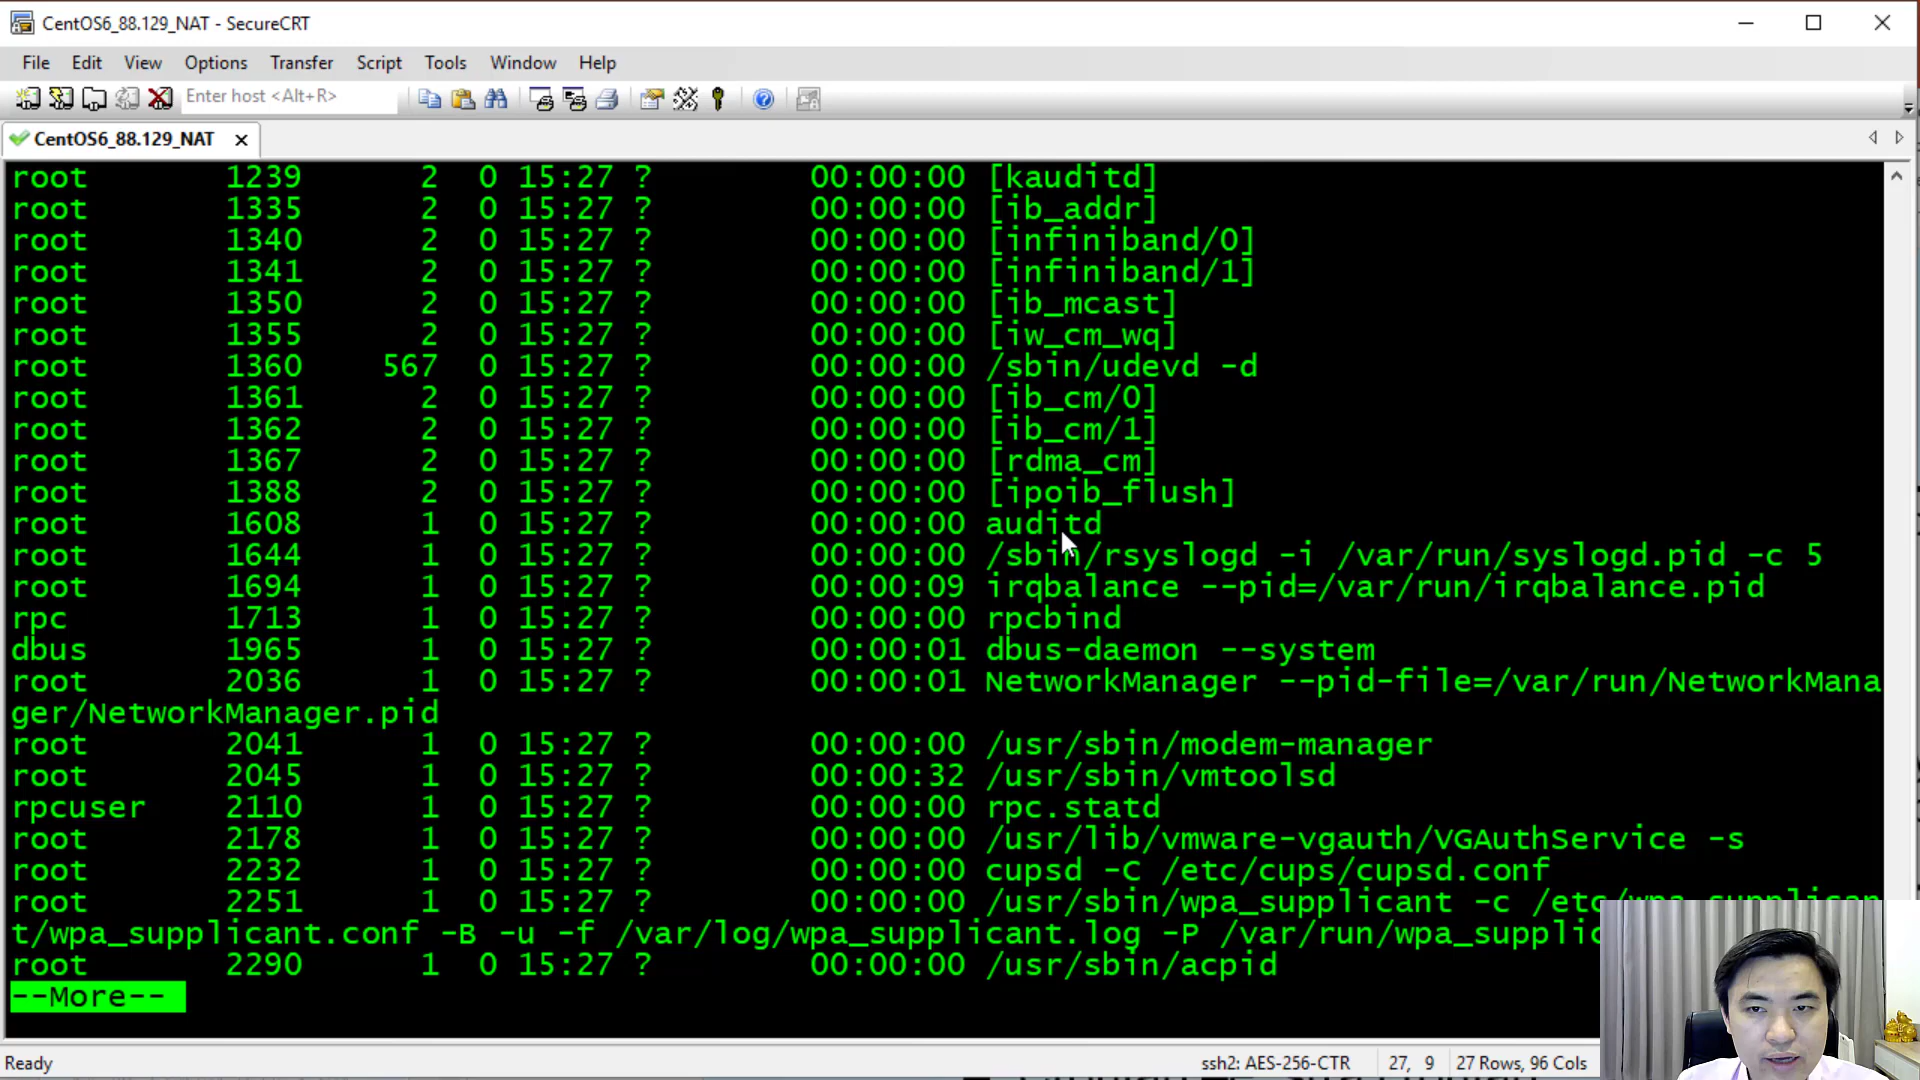 CentOS6_88.129_NAT - SecureCRT
File Edit View Options Transfer Script Tools Window Help
Enter host <Alt+R>
CentOS6_88.129_NAT
root 1239 2 0 15:27 ? 00:00:00 [kauditd]
root 1335 2 0 15:27 ? 00:00:00 [ib_addr]
root 1340 2 0 15:27 ? 00:00:00 [infiniband/0]
root 1341 2 0 15:27 ? 00:00:00 [infiniband/1]
root 1350 2 0 15:27 ? 00:00:00 [ib_mcast]
root 1355 2 0 15:27 ? 00:00:00 [iw_cm_wq]
root 1360 567 0 15:27 ? 00:00:00 /sbin/udevd -d
root 1361 2 0 15:27 ? 00:00:00 [ib_cm/0]
root 1362 2 0 15:27 ? 00:00:00 [ib_cm/1]
root 1367 2 0 15:27 ? 00:00:00 [rdma_cm]
root 1388 2 0 15:27 ? 00:00:00 [ipoib_flush]
root 1608 1 0 15:27 ? 00:00:00 auditd
root 1644 1 0 15:27 ? 00:00:00 /sbin/rsyslogd -i /var/run/syslogd.pid -c 5
root 1694 1 0 15:27 ? 00:00:09 irqbalance --pid=/var/run/irqbalance.pid
rpc 1713 1 0 15:27 ? 00:00:00 rpcbind
dbus 1965 1 0 15:27 ? 00:00:01 dbus-daemon --system
root 2036 1 0 15:27 ? 00:00:01 NetworkManager --pid-file=/var/run/NetworkMana
ger/NetworkManager.pid
root 2041 1 0 15:27 ? 00:00:00 /usr/sbin/modem-manager
root 2045 1 0 15:27 ? 00:00:32 /usr/sbin/vmtoolsd
rpcuser 2110 1 0 15:27 ? 00:00:00 rpc.statd
root 2178 1 0 15:27 ? 00:00:00 /usr/lib/vmware-vgauth/VGAuthService -s
root 2232 1 0 15:27 ? 00:00:00 cupsd -C /etc/cups/cupsd.conf
root 2251 1 0 15:27 ? 00:00:00 /usr/sbin/wpa_supplicant -c /etc/wpa_supplican
t/wpa_supplicant.conf -B -u -f /var/log/wpa_supplicant.log -P /var/run/wpa_supplic
root 2290 1 0 15:27 ? 00:00:00 /usr/sbin/acpid
--More--
Ready ssh2: AES-256-CTR 27, 9 27 Rows, 96 Cols